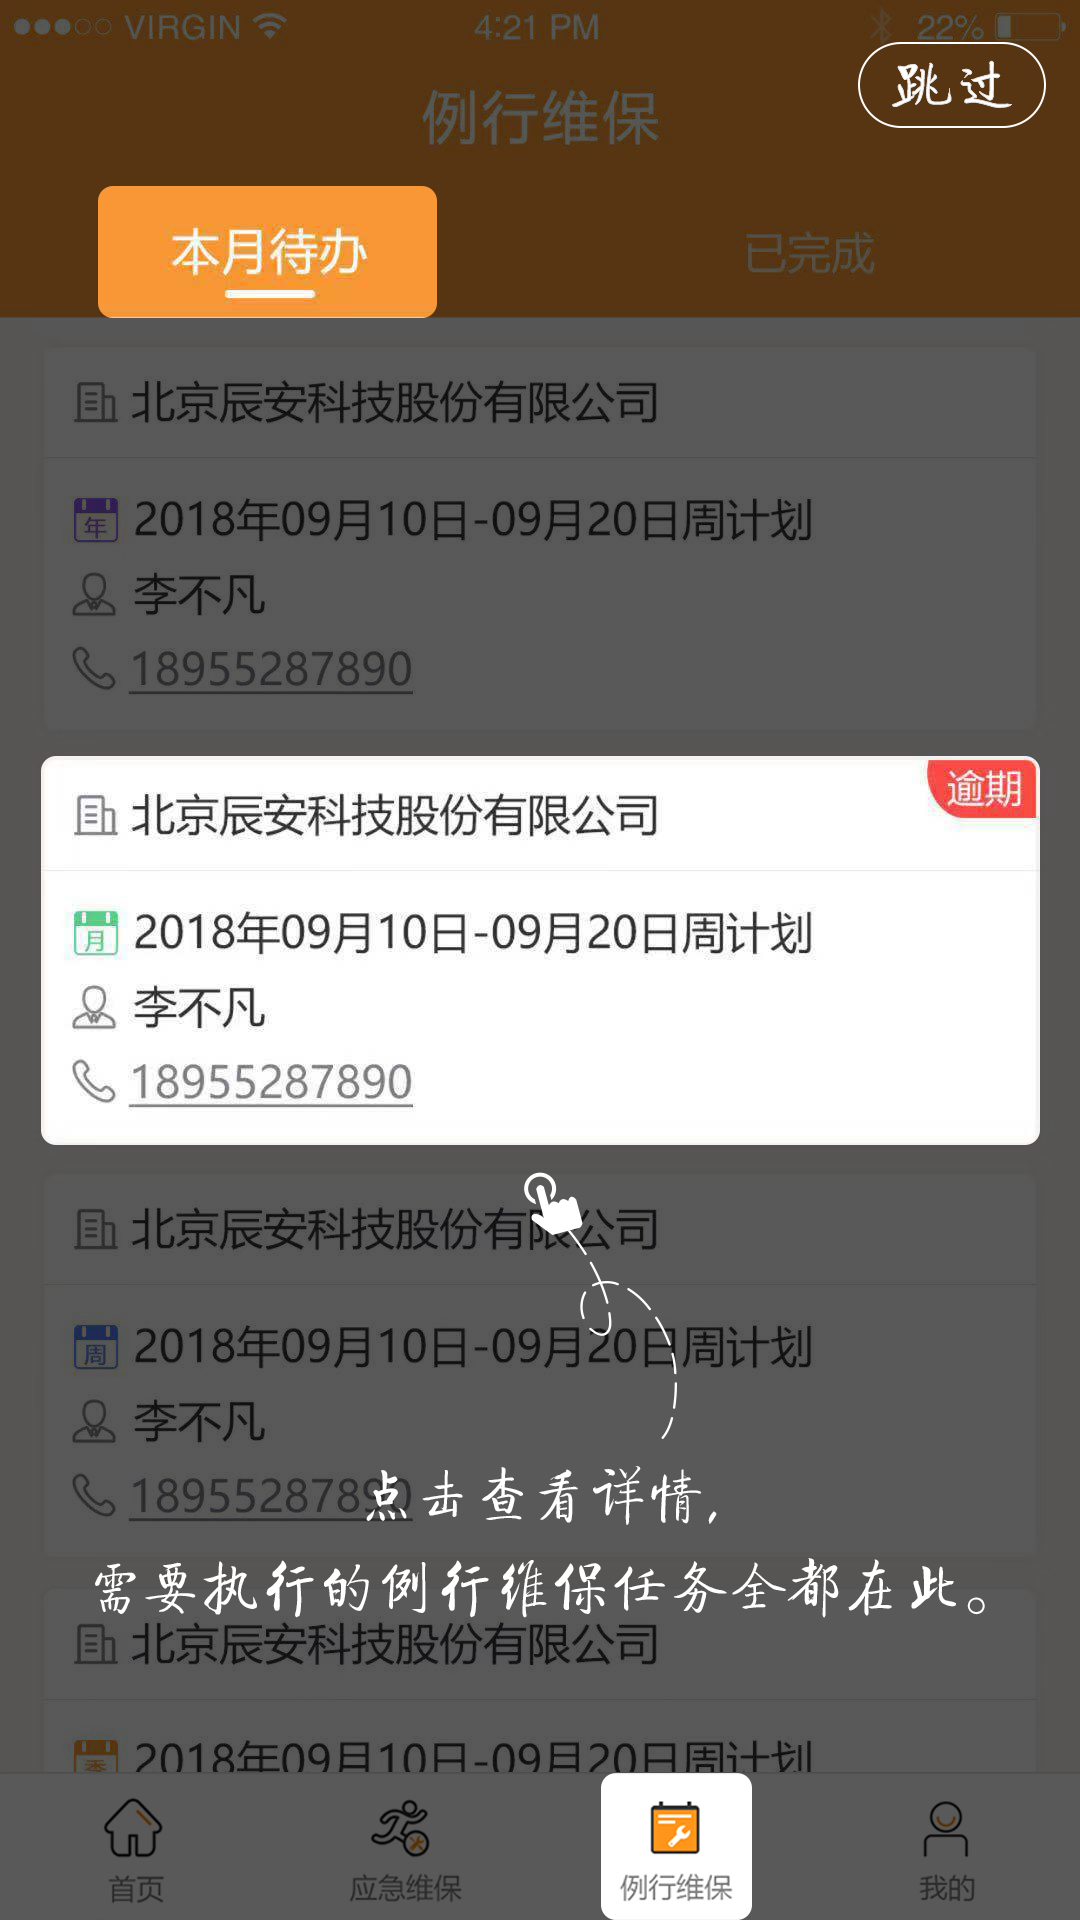 VIRGIN 4:21 PM 22%
跳过
例行维保
本月待办 已完成
北京辰安科技股份有限公司
年 2018年09月10日-09月20日周计划
李不凡
18955287890
逾期
北京辰安科技股份有限公司
月 2018年09月10日-09月20日周计划
李不凡
18955287890
北京辰安科技股份有限公司
周 2018年09月10日-09月20日周计划
李不凡
18955287890
点击查看详情,
需要执行的例行维保任务全都在此。
北京辰安科技股份有限公司
季 2018年09月10日-09月20日周计划
首页 应急维保 例行维保 我的